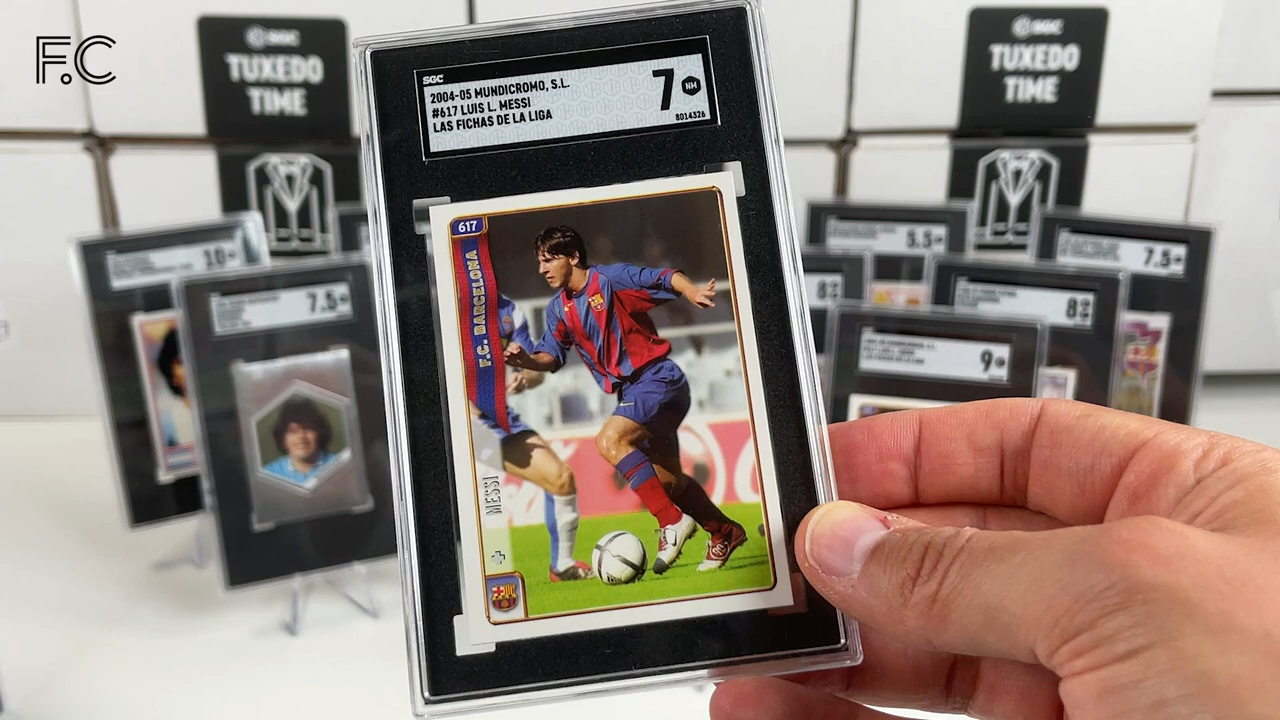 F.C
SGC
TUXEDO
TIME
SGC
TUXEDO
TIME
SGC
2004-05 MUNDICROMO, S.L.
#617 LUIS L. MESSI
LAS FICHAS DE LA LIGA
7
NM
8014326
617
F.C. BARCELONA
MESSI
10
7.5
5.5
7.5
8
8
9